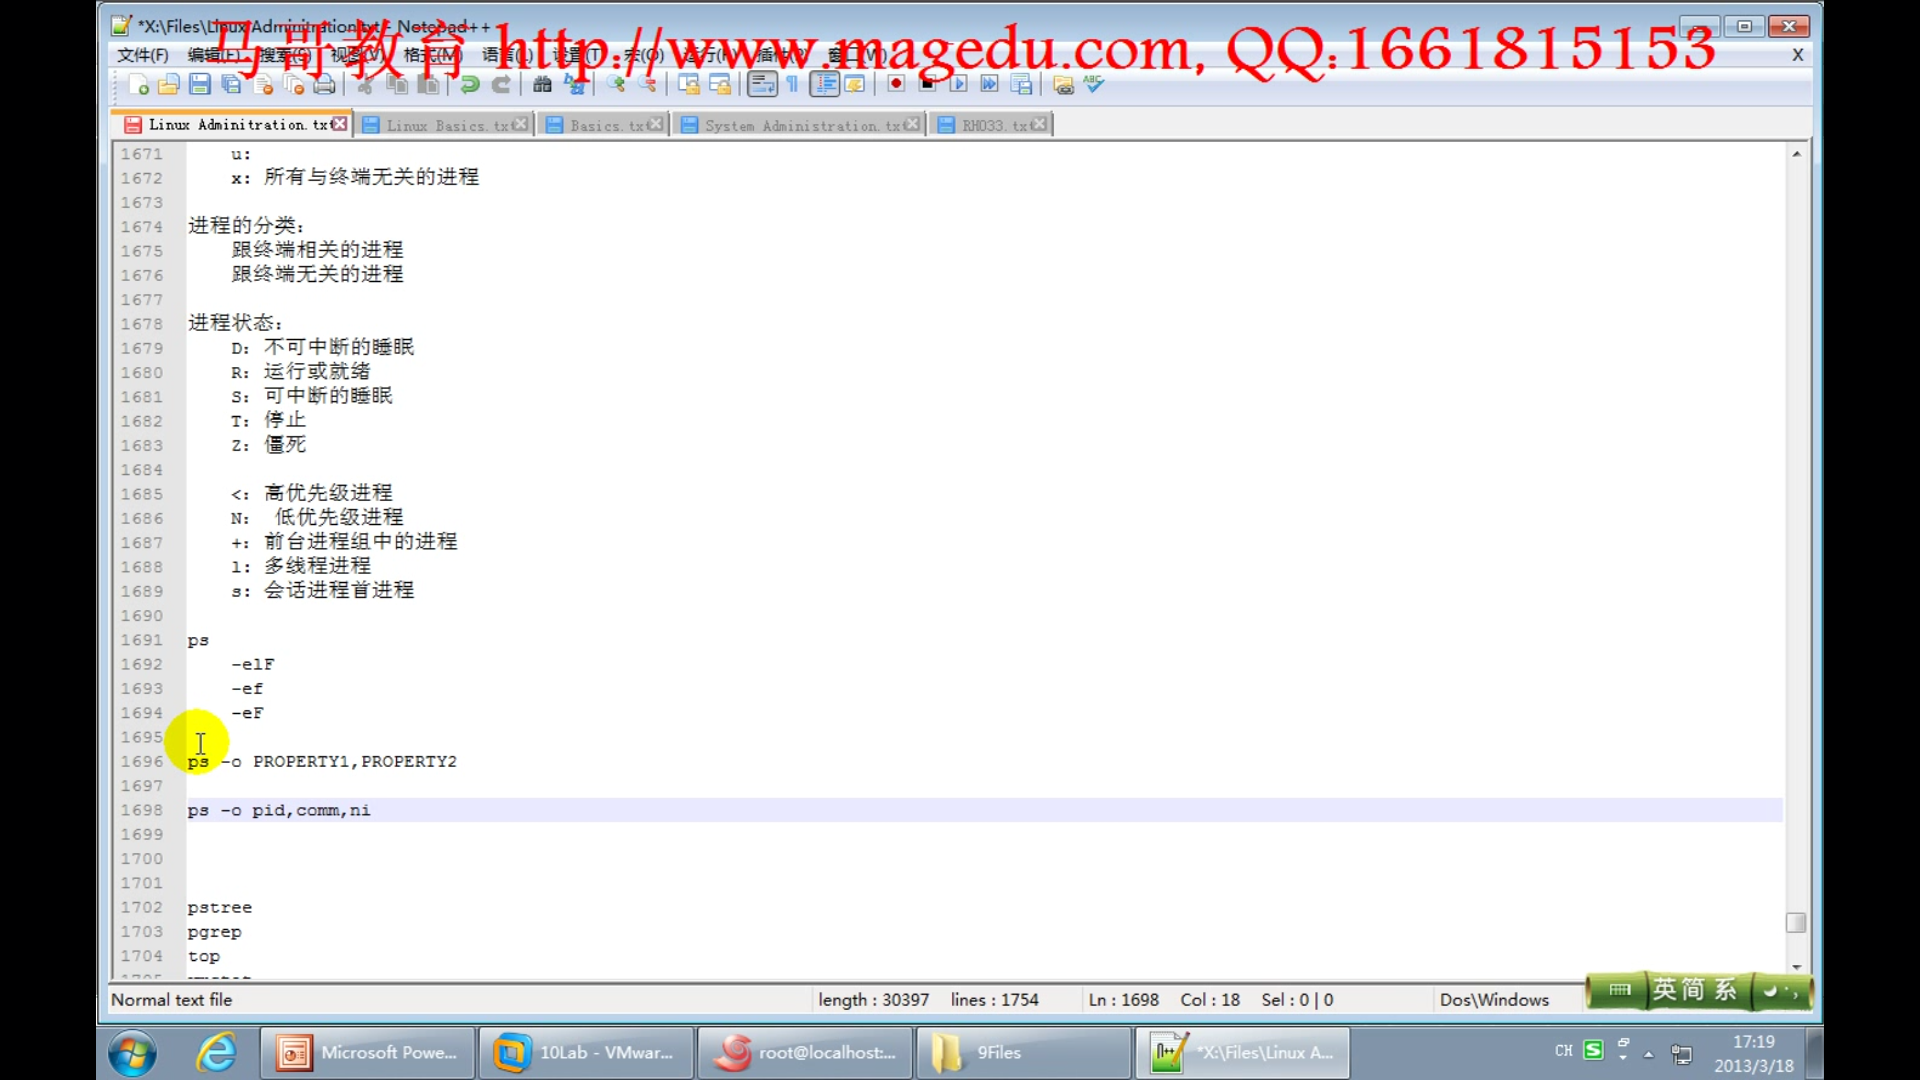 *X:\Files\Linux Adminitration.txt - Notepad++
马哥教育 http://www.magedu.com, QQ:1661815153
文件(F) 编辑(E) 搜索(S) 视图(V) 格式(M) 语言(L) 设置(T) 宏(O) 运行(R) 插件(P) 窗口(W) X
Linux Adminitration.txt Linux Basics.txt Basics.txt System Administration.txt RH033.txt
1671 u:
1672 x: 所有与终端无关的进程
1673
1674 进程的分类:
1675 跟终端相关的进程
1676 跟终端无关的进程
1677
1678 进程状态:
1679 D: 不可中断的睡眠
1680 R: 运行或就绪
1681 S: 可中断的睡眠
1682 T: 停止
1683 Z: 僵死
1684
1685 <: 高优先级进程
1686 N: 低优先级进程
1687 +: 前台进程组中的进程
1688 l: 多线程进程
1689 s: 会话进程首进程
1690
1691 ps
1692 -elF
1693 -ef
1694 -eF
1695
1696 ps -o PROPERTY1,PROPERTY2
1697
1698 ps -o pid,comm,ni
1699
1700
1701
1702 pstree
1703 pgrep
1704 top
Normal text file length : 30397 lines : 1754 Ln : 1698 Col : 18 Sel : 0 | 0 Dos\Windows
英简系
Microsoft Powe... 10Lab - VMwar... root@localhost:... 9Files *X:\Files\Linux A... CH 17:19
2013/3/18